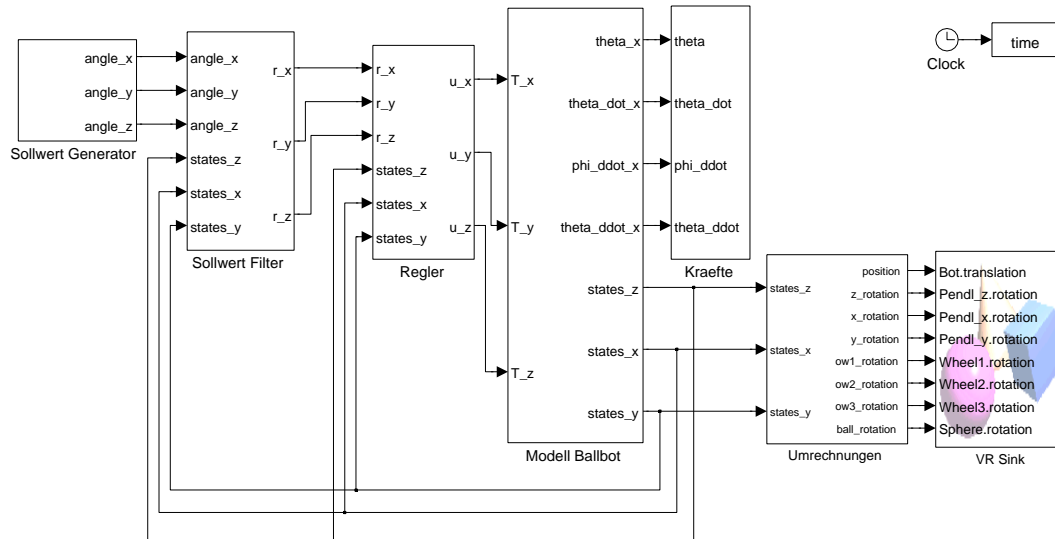 angle_x
angle_y
angle_z
Sollwert Generator
angle_x
angle_y
angle_z
states_z
states_x
states_y
r_x
r_y
r_z
Sollwert Filter
r_x
r_y
r_z
states_z
states_x
states_y
u_x
u_y
u_z
Regler
T_x
T_y
T_z
theta_x
theta_dot_x
phi_ddot_x
theta_ddot_x
states_z
states_x
states_y
Modell Ballbot
theta
theta_dot
phi_ddot
theta_ddot
Kraefte
Clock
time
states_z
states_x
states_y
position
z_rotation
x_rotation
y_rotation
ow1_rotation
ow2_rotation
ow3_rotation
ball_rotation
Umrechnungen
Bot.translation
Pendl_z.rotation
Pendl_x.rotation
Pendl_y.rotation
Wheel1.rotation
Wheel2.rotation
Wheel3.rotation
Sphere.rotation
VR Sink